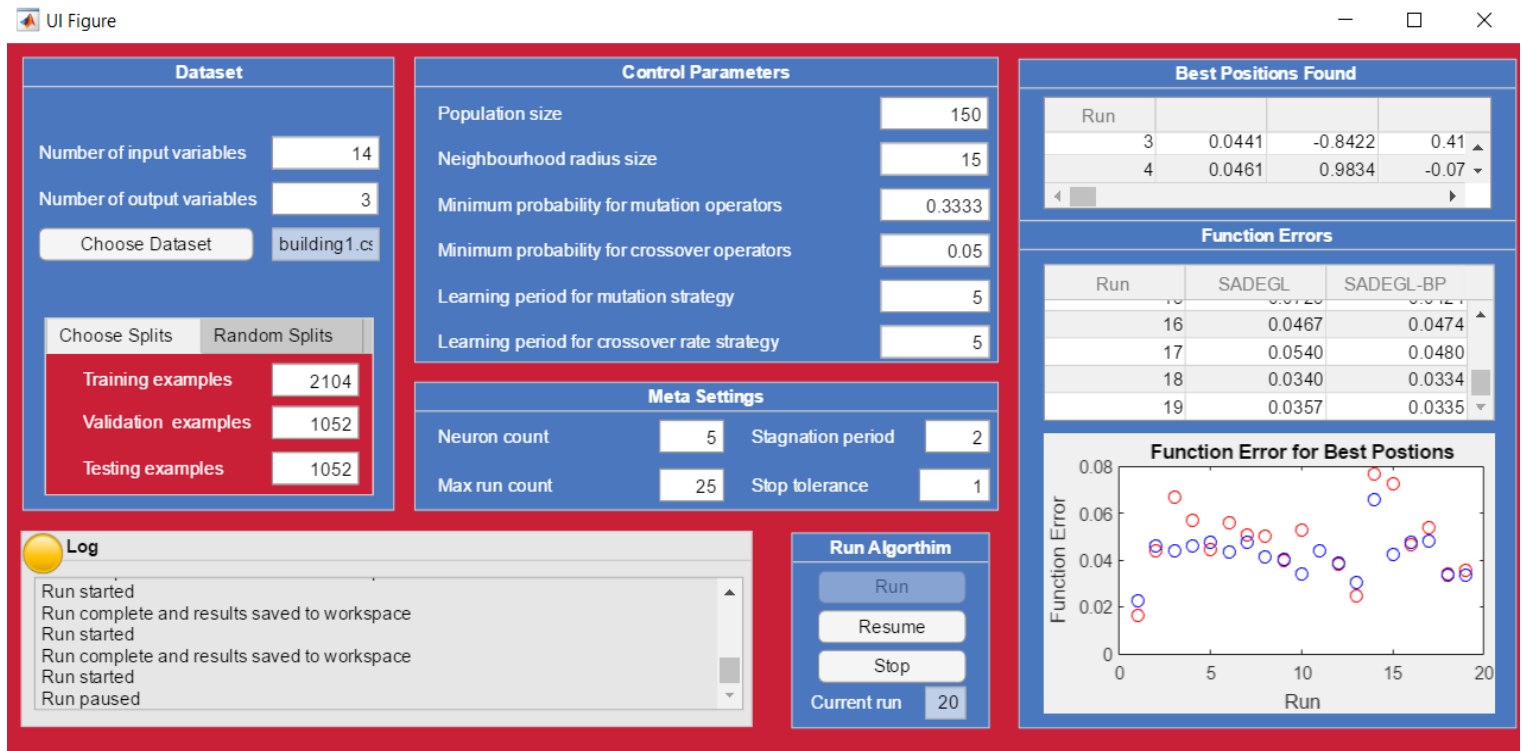 UI Figure
Dataset
Number of input variables 14
Number of output variables 3
Choose Dataset building1.cs
Choose Splits Random Splits
Training examples 2104
Validation examples 1052
Testing examples 1052
Control Parameters
Population size 150
Neighbourhood radius size 15
Minimum probability for mutation operators 0.3333
Minimum probability for crossover operators 0.05
Learning period for mutation strategy 5
Learning period for crossover rate strategy 5
Meta Settings
Neuron count 5 Stagnation period 2
Max run count 25 Stop tolerance 1
Log
Run started
Run complete and results saved to workspace
Run started
Run complete and results saved to workspace
Run started
Run paused
Run Algorthim
Run
Resume
Stop
Current run 20
Best Positions Found
Run
3 0.0441 -0.8422 0.41
4 0.0461 0.9834 -0.07
Function Errors
Run SADEGL SADEGL-BP
16 0.0467 0.0474
17 0.0540 0.0480
18 0.0340 0.0334
19 0.0357 0.0335
Function Error for Best Postions
Function Error
0.08
0.06
0.04
0.02
0
0 5 10 15 20
Run